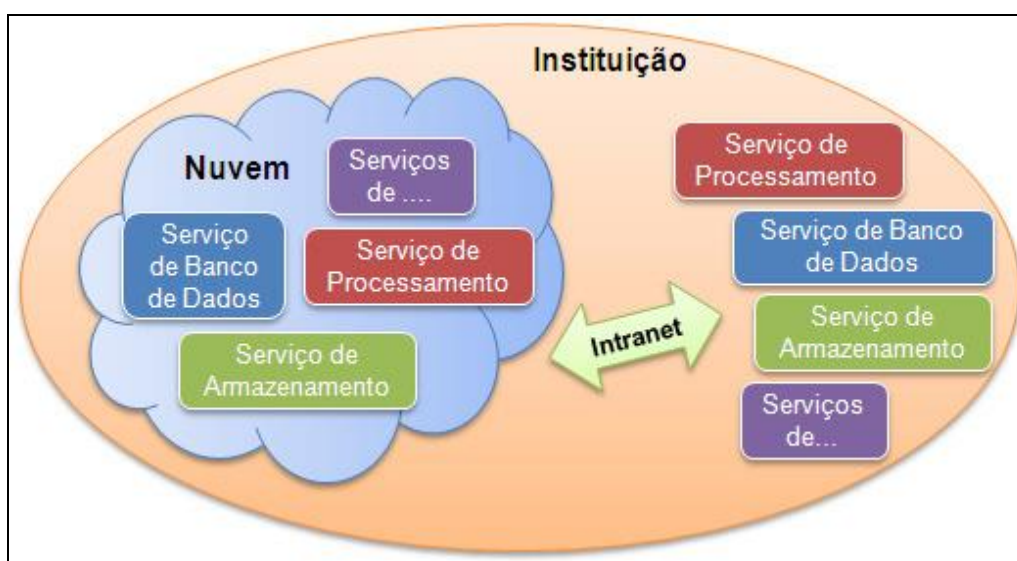 Instituição
Nuvem
Serviços
de ....
Serviço
de Banco
de Dados
Serviço de
Processamento
Serviço de
Armazenamento
Intranet
Serviço de
Processamento
Serviço de Banco
de Dados
Serviço de
Armazenamento
Serviços
de...